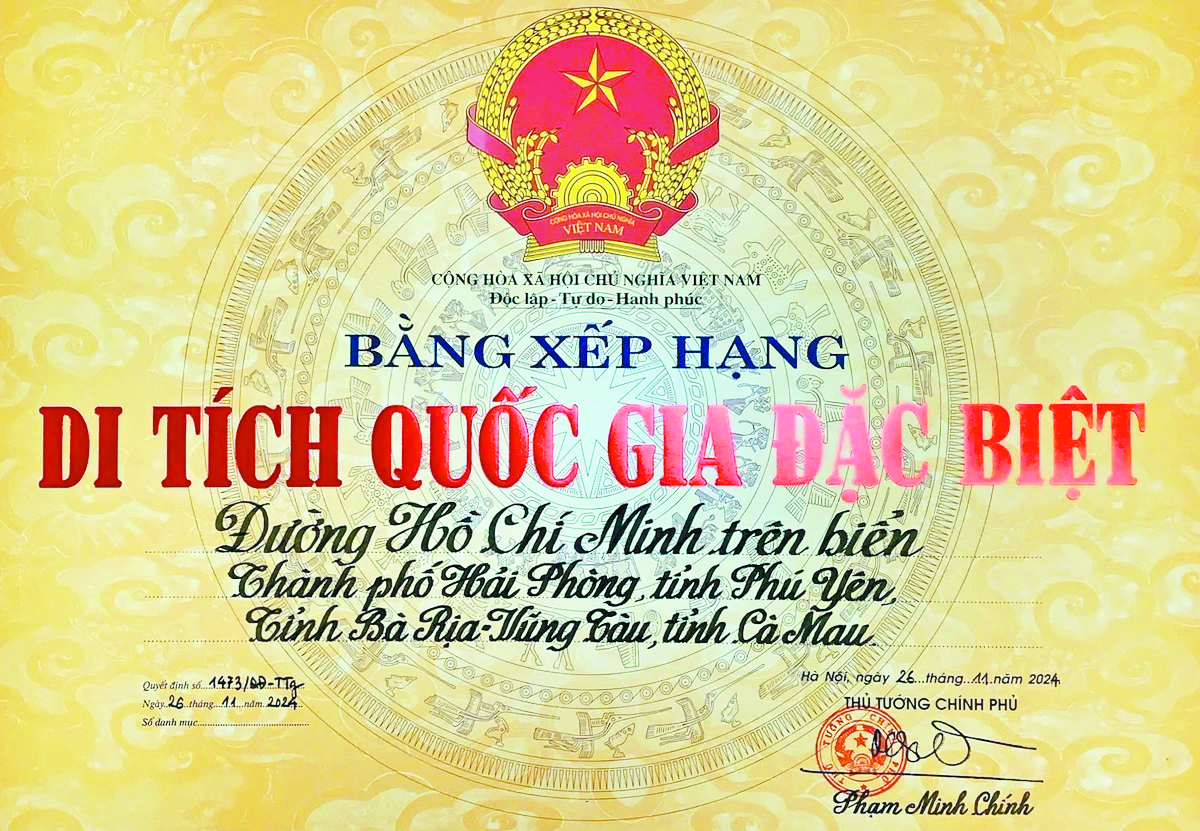 CỘNG HÒA XÃ HỘI CHỦ NGHĨA
VIỆT NAM
CỘNG HÒA XÃ HỘI CHỦ NGHĨA VIỆT NAM
Độc lập - Tự do - Hạnh phúc
BẰNG XẾP HẠNG
DI TÍCH QUỐC GIA ĐẶC BIỆT
Đường Hồ Chí Minh trên biển
Thành phố Hải Phòng, tỉnh Phú Yên,
Tỉnh Bà Rịa-Vũng Tàu, tỉnh Cà Mau.
Quyết định số....1473/QĐ-TTg
Ngày..26..tháng...11...năm..2024...
Số danh mục..........................................
Hà Nội, ngày 26...tháng...11.năm 2024
THỦ TƯỚNG CHÍNH PHỦ
THỦ TƯỚNG CHÍNH PHỦ
Phạm Minh Chính